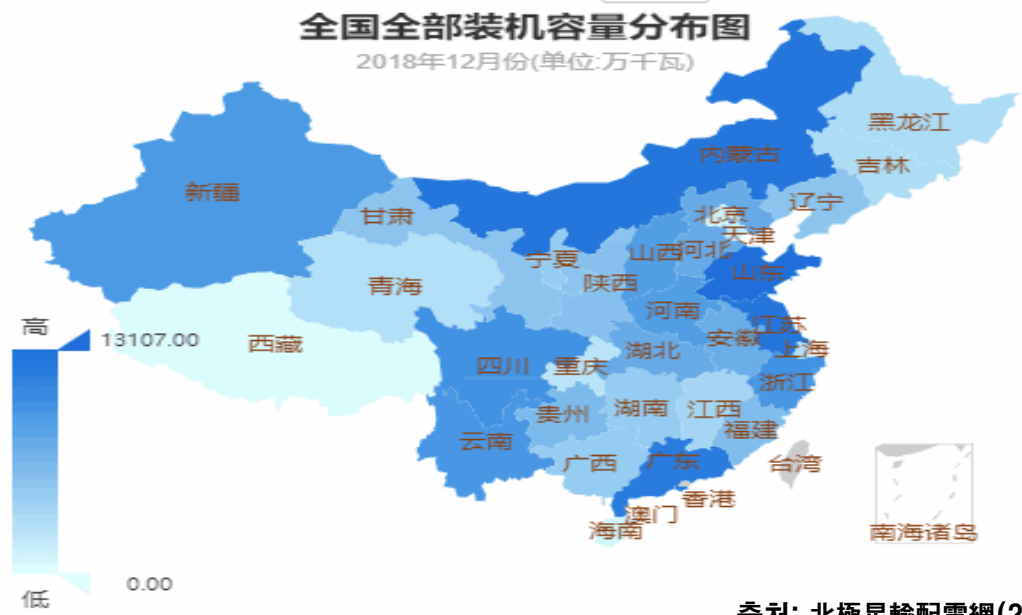 全国全部装机容量分布图
2018年12月份(单位:万千瓦)
黑龙江
内蒙古
吉林
新疆
辽宁
甘肃
北京
天津
宁夏
山西
河北
山东
青海
陕西
河南
江苏
高
13107.00
西藏
安徽
上海
湖北
四川
重庆
浙江
贵州
湖南
江西
福建
云南
广西
广东
台湾
香港
澳门
海南
南海诸岛
0.00
低